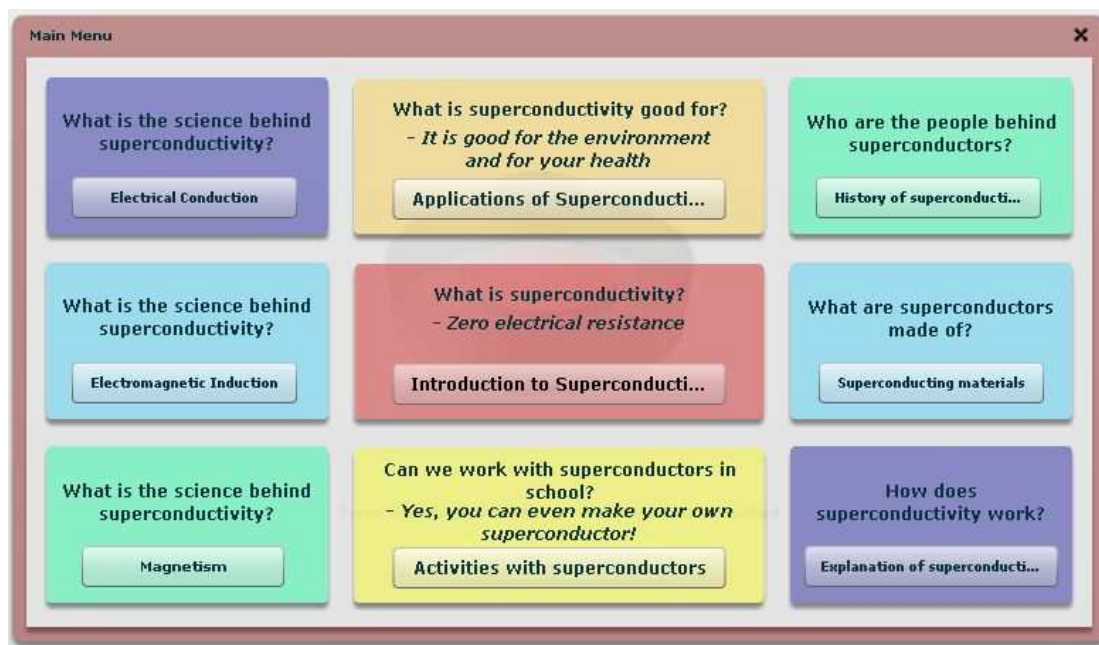 Main Menu
What is the science behind
superconductivity?
Electrical Conduction
What is superconductivity good for?
- It is good for the environment
and for your health
Applications of Superconducti...
Who are the people behind
superconductors?
History of superconducti...
What is the science behind
superconductivity?
Electromagnetic Induction
What is superconductivity?
- Zero electrical resistance
Introduction to Superconducti...
What are superconductors
made of?
Superconducting materials
What is the science behind
superconductivity?
Magnetism
Can we work with superconductors in
school?
- Yes, you can even make your own
superconductor!
Activities with superconductors
How does
superconductivity work?
Explanation of superconducti...